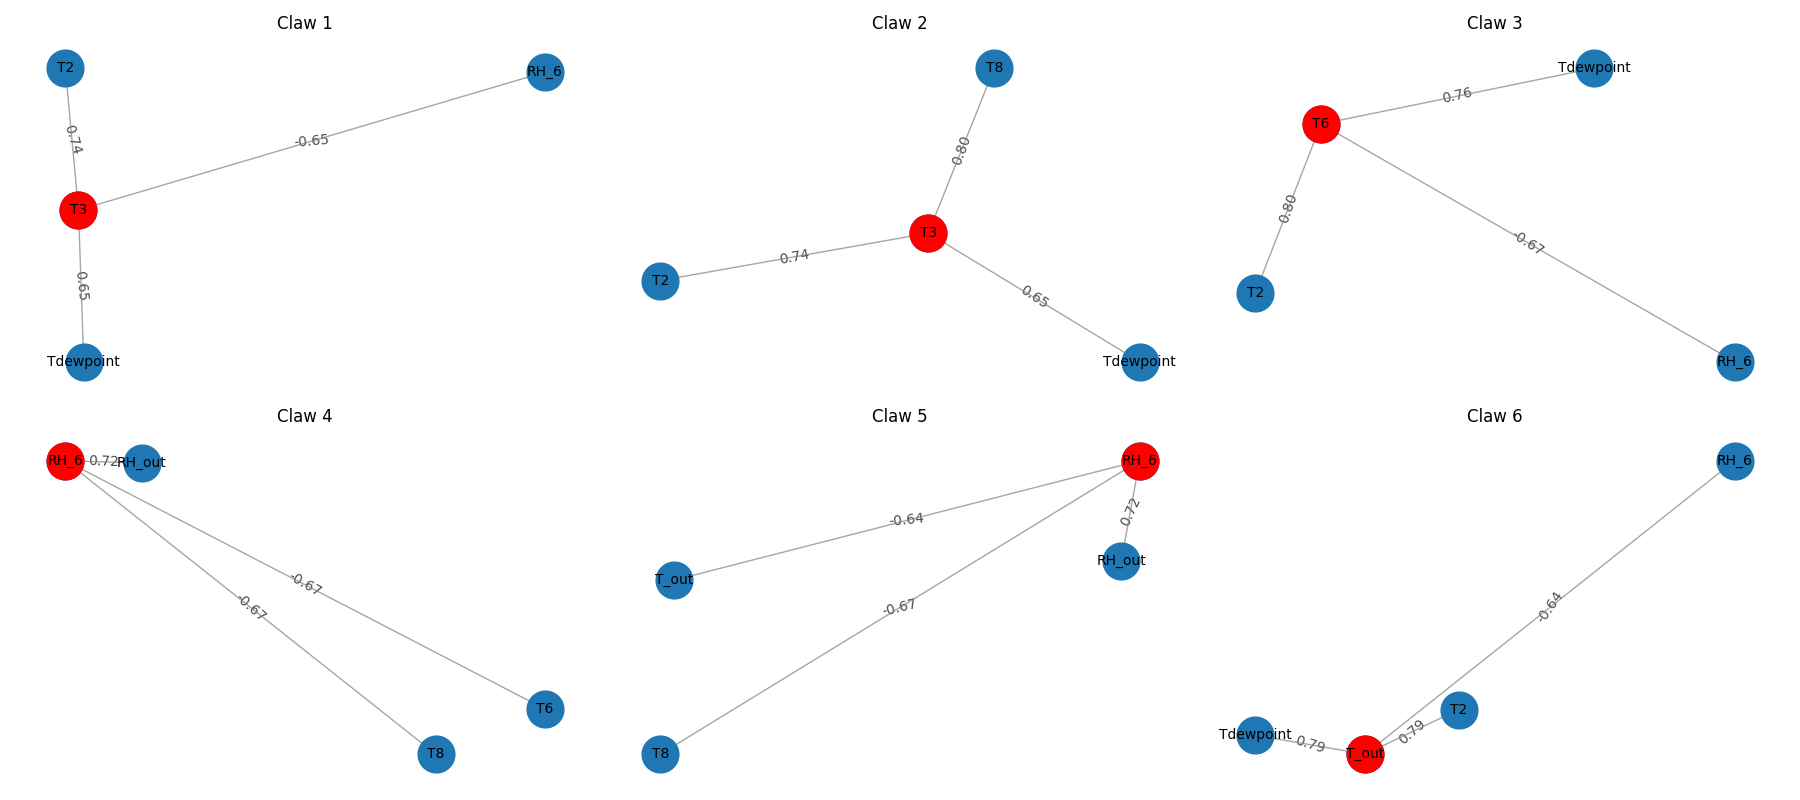 Claw 1
T2
RH_6
0.74
-0.65
T3
0.65
Tdewpoint
Claw 2
T8
0.80
T3
0.74
T2
0.65
Tdewpoint
Claw 3
Tdewpoint
0.76
T6
0.80
-0.67
T2
RH_6
Claw 4
RH_6
0.72
RH_out
-0.67
-0.67
T6
T8
Claw 5
RH_6
0.72
-0.64
RH_out
T_out
-0.67
T8
Claw 6
RH_6
-0.64
T2
Tdewpoint
0.79
0.79
T_out